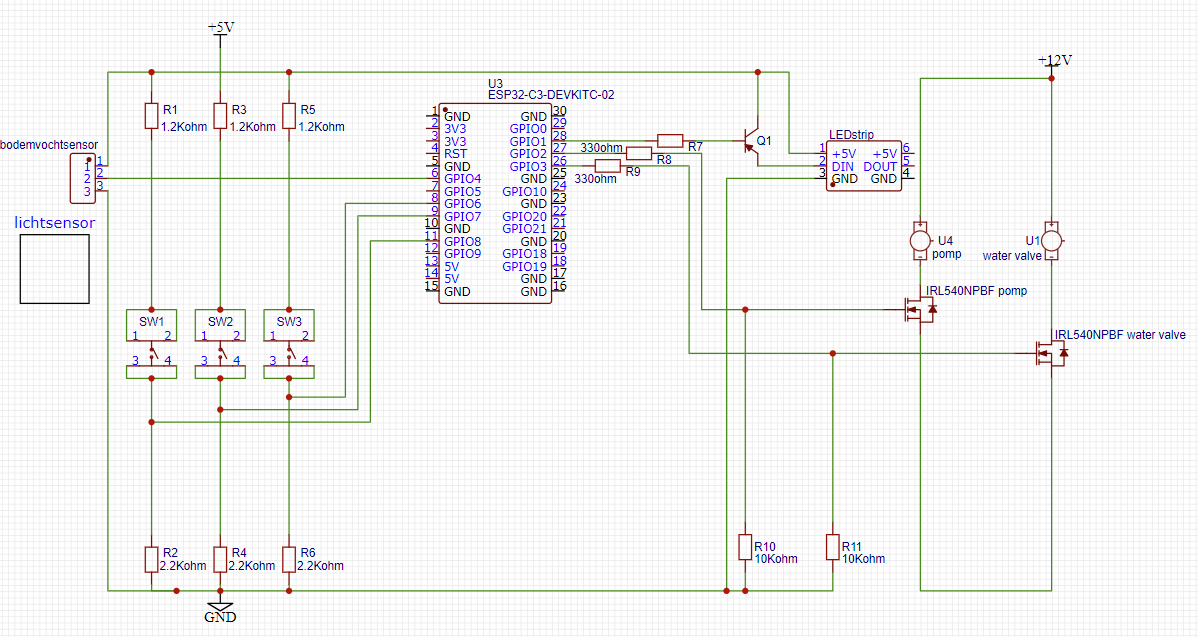 +5V
+12V
U3
ESP32-C3-DEVKITC-02
R1
1.2Kohm
R3
1.2Kohm
R5
1.2Kohm
bodemvochtsensor
1 1
2 2
3 3
lichtsensor
1 GND
2 3V3
3 3V3
4 RST
5 GND
6 GPIO4
7 GPIO5
8 GPIO6
9 GPIO7
10 GND
11 GPIO8
12 GPIO9
13 5V
14 5V
15 GND
GND 30
GPIO0 29
GPIO1 28
GPIO2 27
GPIO3 26
GND 25
GPIO10 24
GND 23
GPIO20 22
GPIO21 21
GND 20
GPIO18 19
GPIO19 18
GND 17
GND 16
R7
330ohm
R8
330ohm
R9
Q1
LEDstrip
1 +5V +5V 6
2 DIN DOUT 5
3 GND GND 4
U4
pomp
U1
water valve
IRL540NPBF pomp
IRL540NPBF water valve
SW1
1 2
3 4
SW2
1 2
3 4
SW3
1 2
3 4
R2
2.2Kohm
R4
2.2Kohm
R6
2.2Kohm
R10
10Kohm
R11
10Kohm
GND